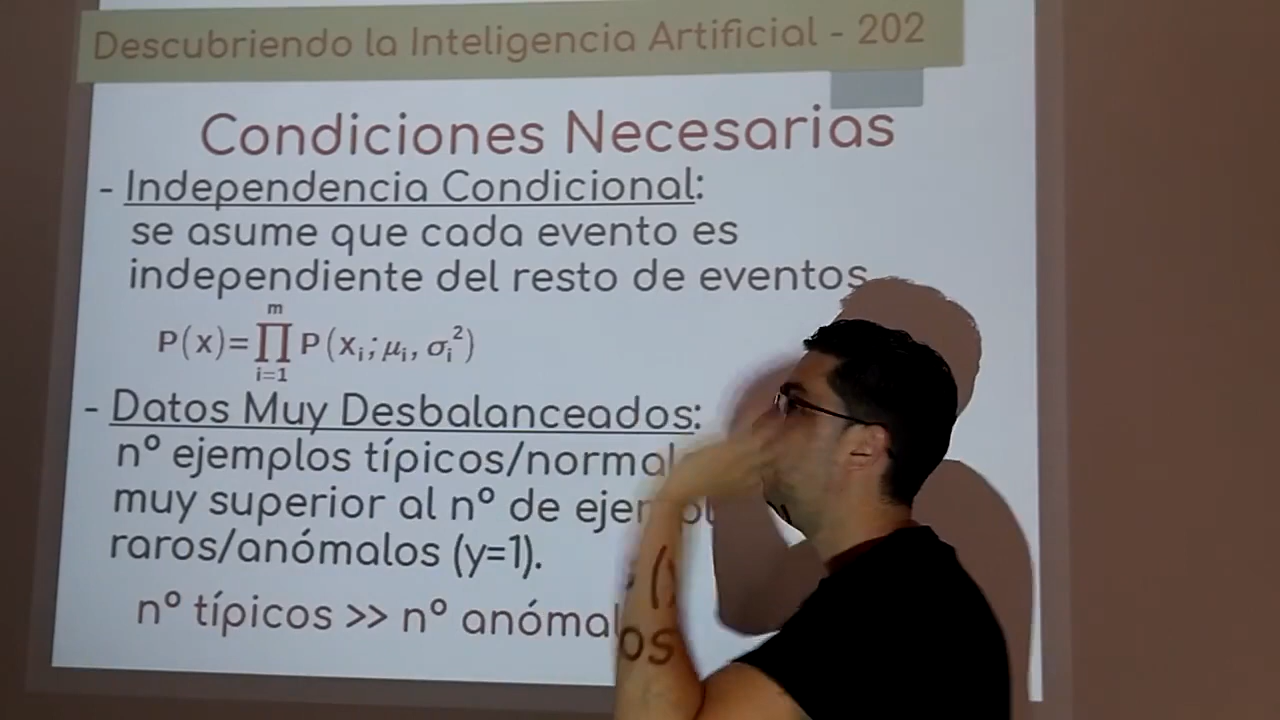 Descubriendo la Inteligencia Artificial - 202
Condiciones Necesarias
- Independencia Condicional:
se asume que cada evento es
independiente del resto de eventos
P(x)=∏ᵢ₌₁ᵐ P(xᵢ; μᵢ, σᵢ²)
- Datos Muy Desbalanceados:
nº ejemplos típicos/normal
muy superior al nº de ejem pl
raros/anómalos (y=1).
nº típicos >> nº anómalos